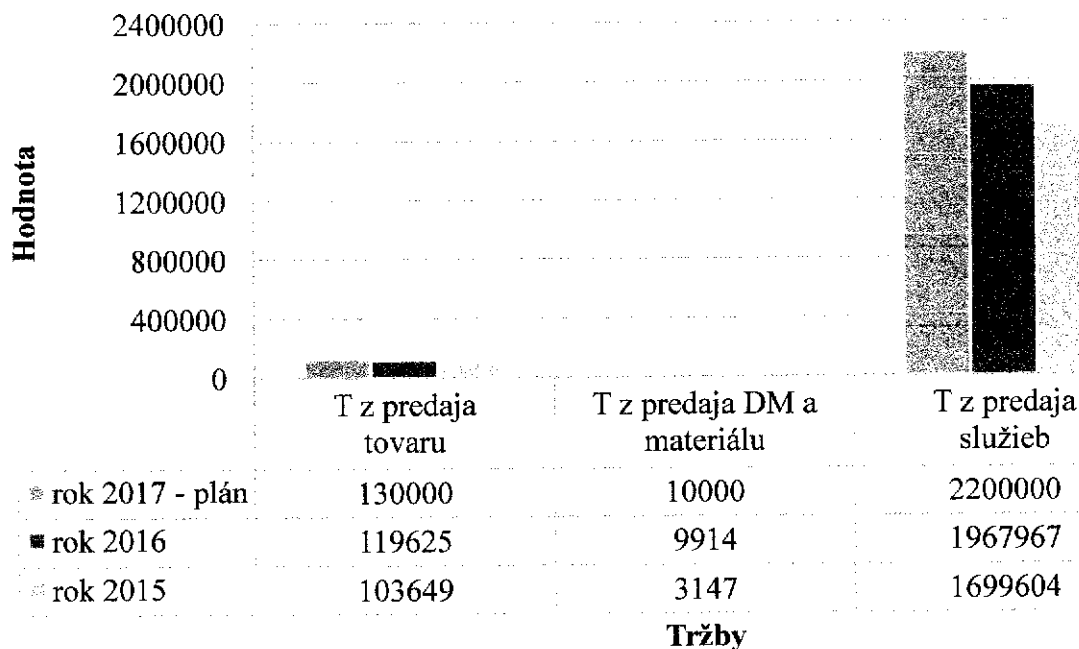 2400000
2000000
1600000
1200000
800000
400000
0
Hodnota
T z predaja tovaru
T z predaja DM a materiálu
T z predaja služieb
rok 2017 - plán 130000 10000 2200000
rok 2016 119625 9914 1967967
rok 2015 103649 3147 1699604
Tržby